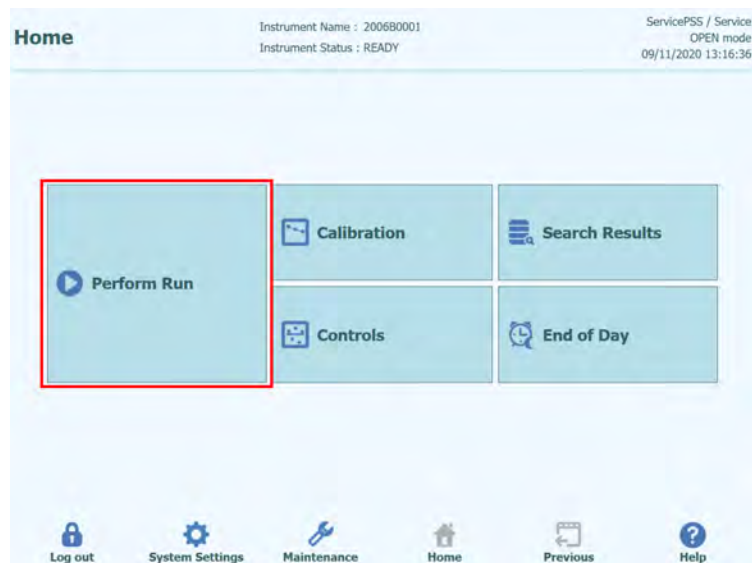 Home
Instrument Name : 2006B0001
Instrument Status : READY
ServicePSS / Service
OPEN mode
09/11/2020 13:16:36
Perform Run
Calibration
Search Results
Controls
End of Day
Log out
System Settings
Maintenance
Home
Previous
Help